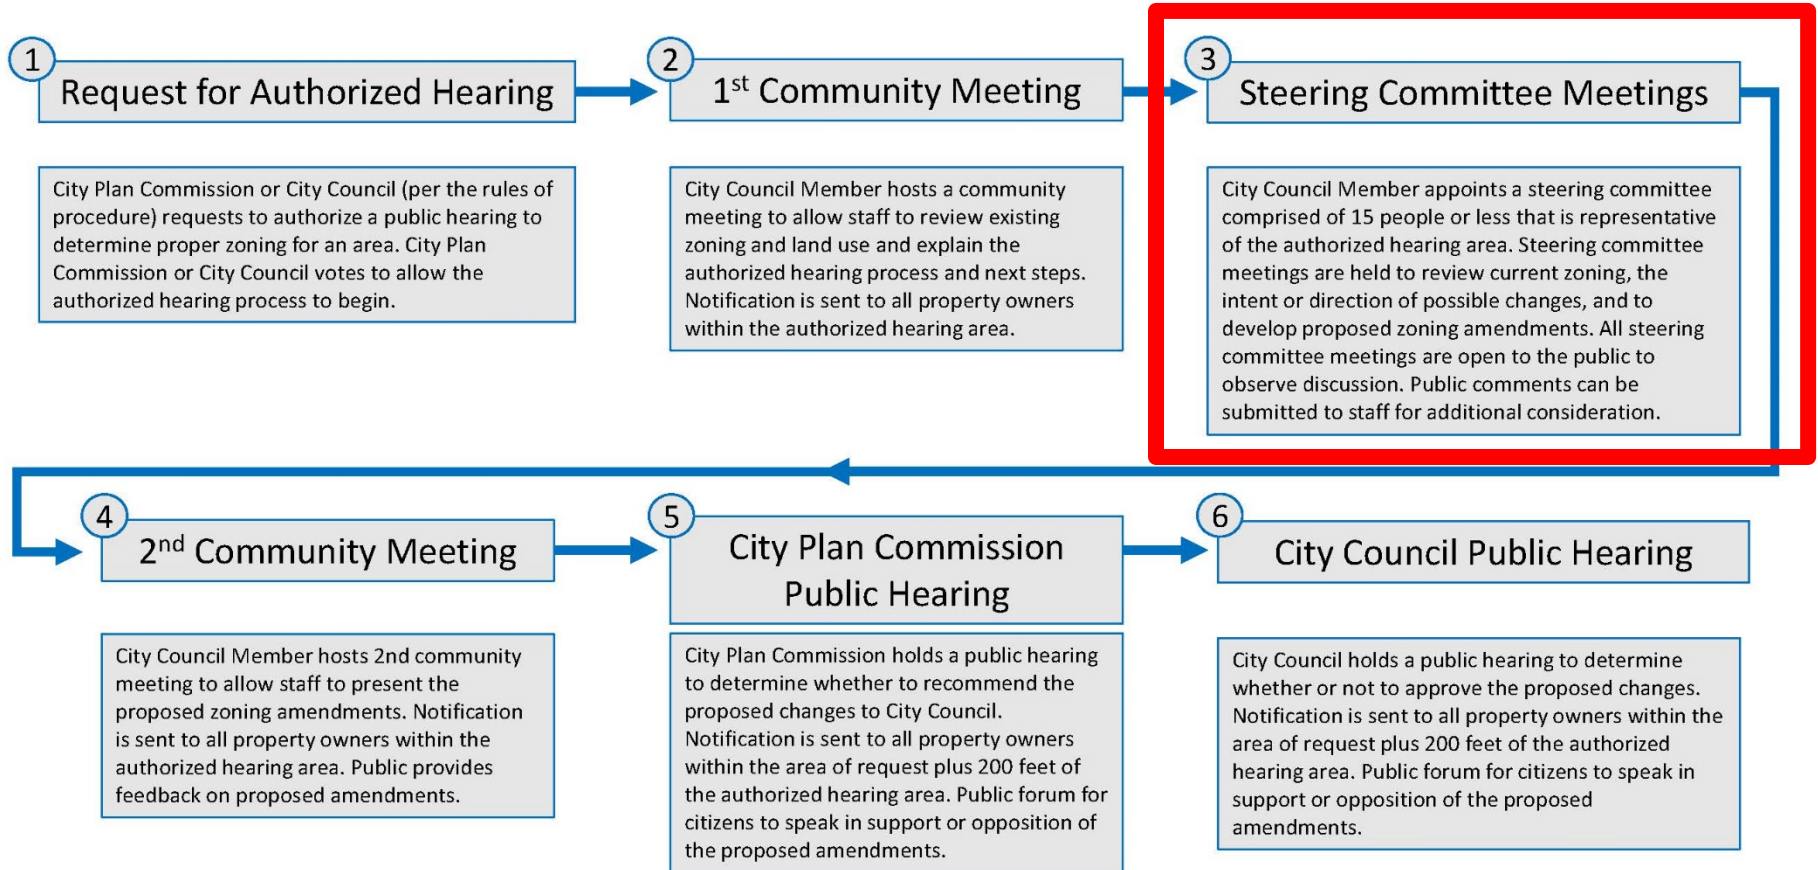 1
Request for Authorized Hearing
City Plan Commission or City Council (per the rules of
procedure) requests to authorize a public hearing to
determine proper zoning for an area. City Plan
Commission or City Council votes to allow the
authorized hearing process to begin.
2
1st Community Meeting
City Council Member hosts a community
meeting to allow staff to review existing
zoning and land use and explain the
authorized hearing process and next steps.
Notification is sent to all property owners
within the authorized hearing area.
3
Steering Committee Meetings
City Council Member appoints a steering committee
comprised of 15 people or less that is representative
of the authorized hearing area. Steering committee
meetings are held to review current zoning, the
intent or direction of possible changes, and to
develop proposed zoning amendments. All steering
committee meetings are open to the public to
observe discussion. Public comments can be
submitted to staff for additional consideration.
4
2nd Community Meeting
City Council Member hosts 2nd community
meeting to allow staff to present the
proposed zoning amendments. Notification
is sent to all property owners within the
authorized hearing area. Public provides
feedback on proposed amendments.
5
City Plan Commission
Public Hearing
City Plan Commission holds a public hearing
to determine whether to recommend the
proposed changes to City Council.
Notification is sent to all property owners
within the area of request plus 200 feet of
the authorized hearing area. Public forum for
citizens to speak in support or opposition of
the proposed amendments.
6
City Council Public Hearing
City Council holds a public hearing to determine
whether or not to approve the proposed changes.
Notification is sent to all property owners within the
area of request plus 200 feet of the authorized
hearing area. Public forum for citizens to speak in
support or opposition of the proposed
amendments.